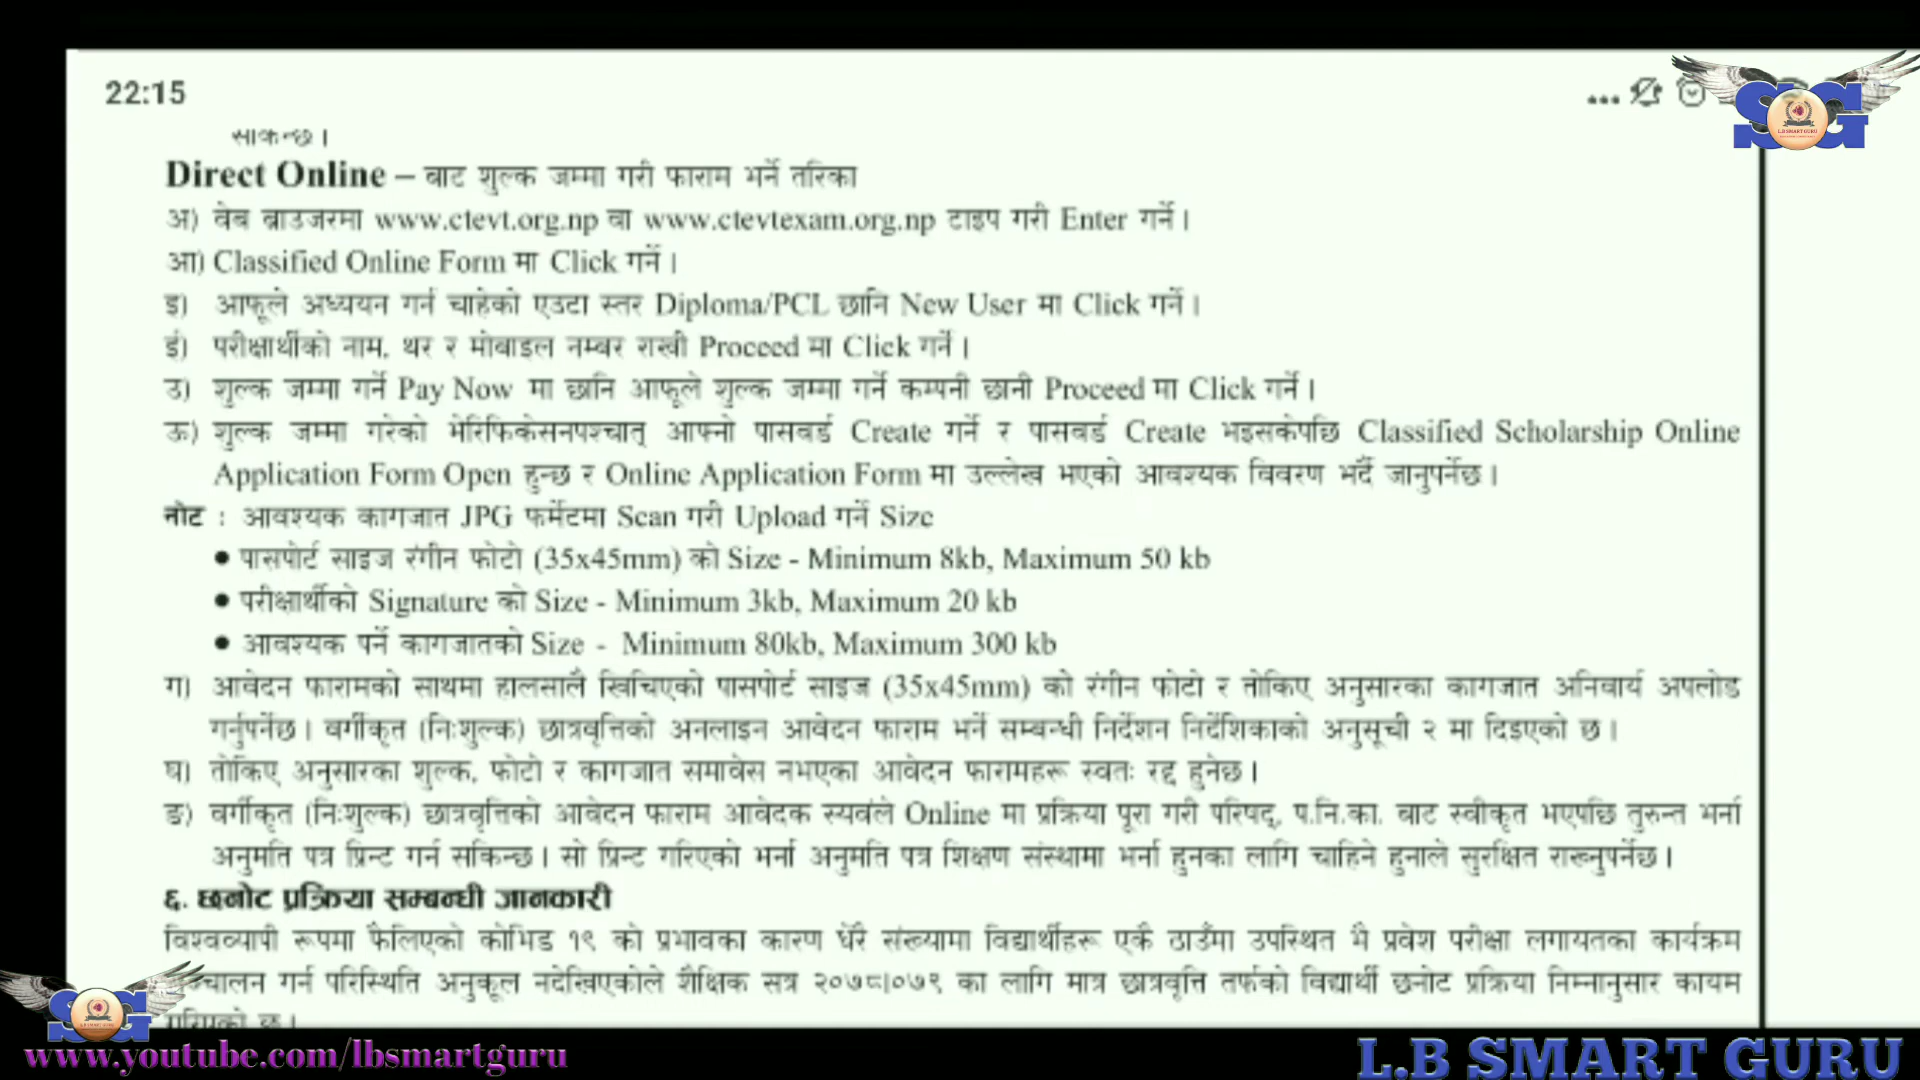 22:15
सकिन्छ ।
Direct Online – बाट शुल्क जम्मा गरी फाराम भर्ने तरिका
अ) वेब ब्राउजरमा www.ctevt.org.np वा www.ctevtexam.org.np टाइप गरी Enter गर्ने ।
आ) Classified Online Form मा Click गर्ने ।
इ) आफूले अध्ययन गर्न चाहेको एउटा स्तर Diploma/PCL छानि New User मा Click गर्ने ।
ई) परीक्षार्थीको नाम, थर र मोबाइल नम्बर राखी Proceed मा Click गर्ने ।
उ) शुल्क जम्मा गर्ने Pay Now मा छानि आफूले शुल्क जम्मा गर्ने कम्पनी छानी Proceed मा Click गर्ने ।
ऊ) शुल्क जम्मा गरेको भेरिफिकेसनपश्चात् आफ्नो पासवर्ड Create गर्ने र पासवर्ड Create भइसकेपछि Classified Scholarship Online
Application Form Open हुन्छ र Online Application Form मा उल्लेख भएको आवश्यक विवरण भर्दै जानुपर्नेछ ।
नोट : आवश्यक कागजात JPG फर्मेटमा Scan गरी Upload गर्ने Size
● पासपोर्ट साइज रंगीन फोटो (35x45mm) को Size - Minimum 8kb, Maximum 50 kb
● परीक्षार्थीको Signature को Size - Minimum 3kb, Maximum 20 kb
● आवश्यक पर्ने कागजातको Size - Minimum 80kb, Maximum 300 kb
ग) आवेदन फारामको साथमा हालसालै खिचिएको पासपोर्ट साइज (35x45mm) को रंगीन फोटो र तोकिए अनुसारका कागजात अनिवार्य अपलोड
गर्नुपर्नेछ । वर्गीकृत (निःशुल्क) छात्रवृत्तिको अनलाइन आवेदन फाराम भर्ने सम्बन्धी निर्देशन निर्देशिकाको अनुसूची २ मा दिइएको छ ।
घ) तोकिए अनुसारका शुल्क, फोटो र कागजात समावेस नभएका आवेदन फारामहरू स्वतः रद्द हुनेछ ।
ङ) वर्गीकृत (निःशुल्क) छात्रवृत्तिको आवेदन फाराम आवेदक स्यवंले Online मा प्रक्रिया पूरा गरी परिषद्, प.नि.का. बाट स्वीकृत भएपछि तुरुन्त भर्ना
अनुमति पत्र प्रिन्ट गर्न सकिन्छ । सो प्रिन्ट गरिएको भर्ना अनुमति पत्र शिक्षण संस्थामा भर्ना हुनका लागि चाहिने हुनाले सुरक्षित राख्नुपर्नेछ ।
६. छनोट प्रक्रिया सम्बन्धी जानकारी
विश्वव्यापी रूपमा फैलिएको कोभिड १९ को प्रभावका कारण धेरै संख्यामा विद्यार्थीहरू एकै ठाउँमा उपस्थित भै प्रवेश परीक्षा लगायतका कार्यक्रम
चालन गर्न परिस्थिति अनुकूल नदेखिएकोले शैक्षिक सत्र २०७८।०७९ का लागि मात्र छात्रवृत्ति तर्फको विद्यार्थी छनोट प्रक्रिया निम्नानुसार कायम
गरिएको छ ।
SG
L.B SMART GURU
SG
L.B SMART GURU
www.youtube.com/lbsmartguru
L.B SMART GURU